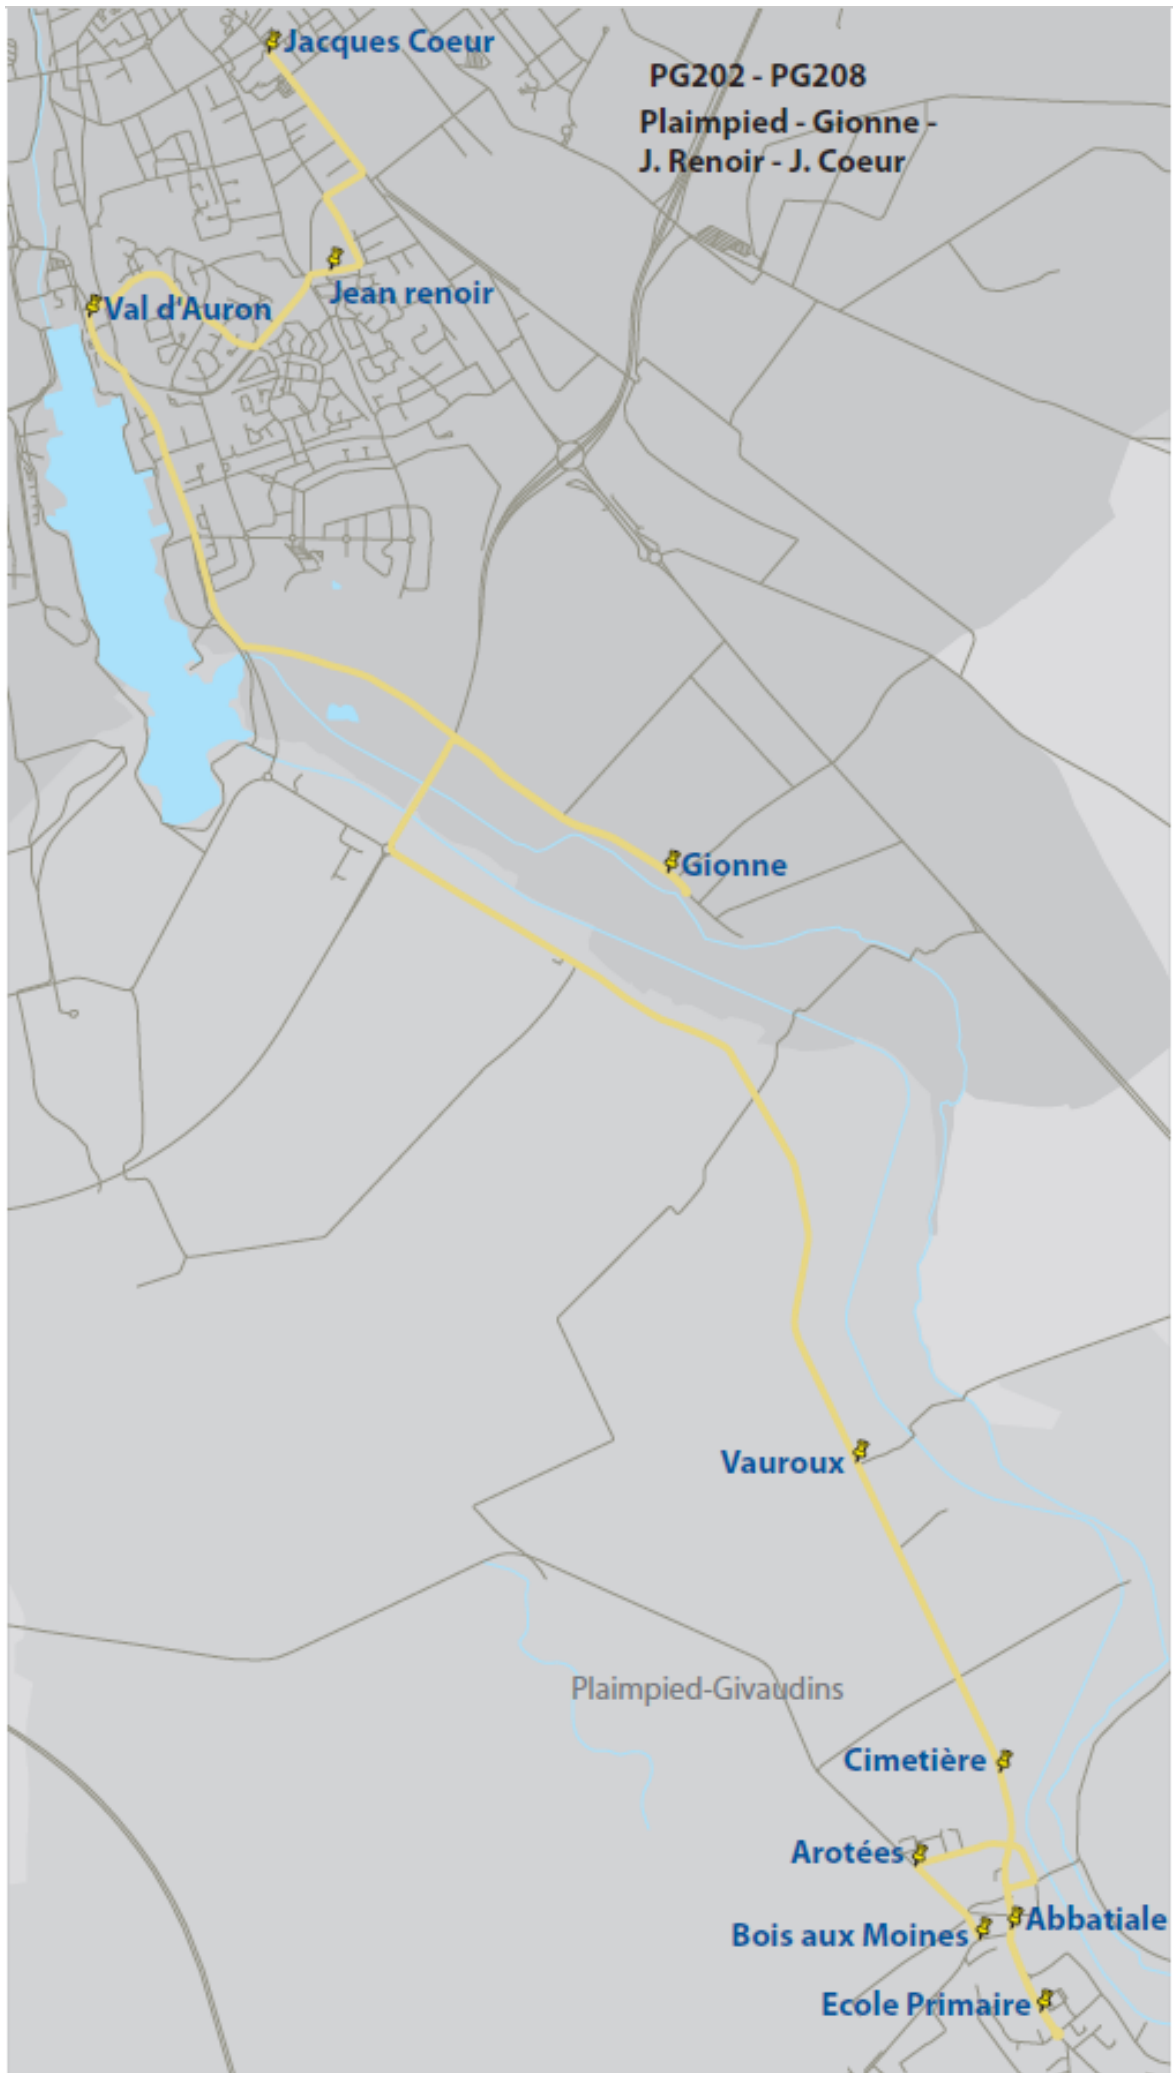 Jacques Coeur
PG202 - PG208
Plaimpied - Gionne -
J. Renoir - J. Coeur
Jean renoir
Val d'Auron
Gionne
Vauroux
Plaimpied-Givaudins
Cimetière
Arotées
Abbatiale
Bois aux Moines
Ecole Primaire